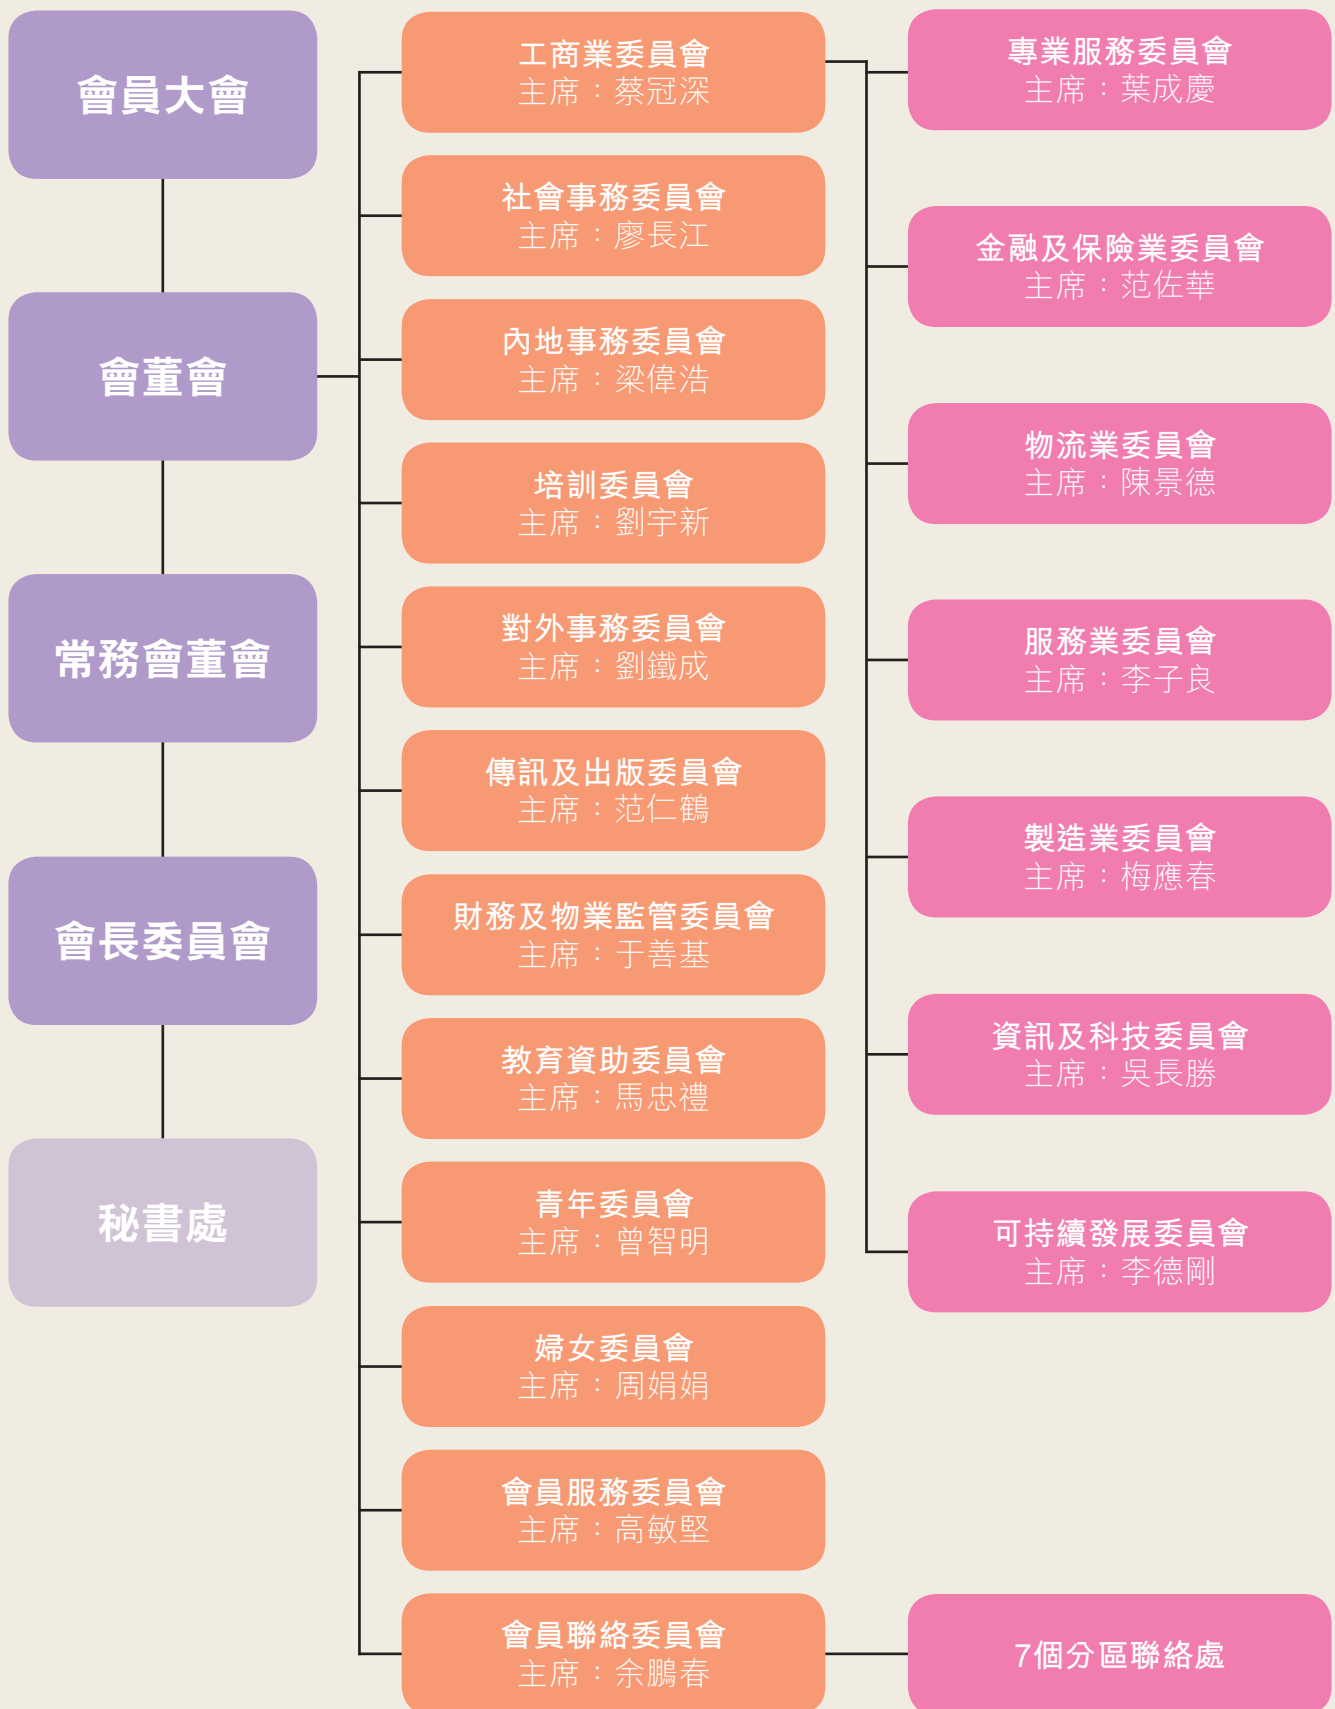 會員大會
會董會
常務會董會
會長委員會
秘書處
工商業委員會
主席：蔡冠深
社會事務委員會
主席：廖長江
內地事務委員會
主席：梁偉浩
培訓委員會
主席：劉宇新
對外事務委員會
主席：劉鐵成
傳訊及出版委員會
主席：范仁鶴
財務及物業監管委員會
主席：于善基
教育資助委員會
主席：馬忠禮
青年委員會
主席：曾智明
婦女委員會
主席：周娟娟
會員服務委員會
主席：高敏堅
會員聯絡委員會
主席：余鵬春
專業服務委員會
主席：葉成慶
金融及保險業委員會
主席：范佐華
物流業委員會
主席：陳景德
服務業委員會
主席：李子良
製造業委員會
主席：梅應春
資訊及科技委員會
主席：吳長勝
可持續發展委員會
主席：李德剛
7個分區聯絡處